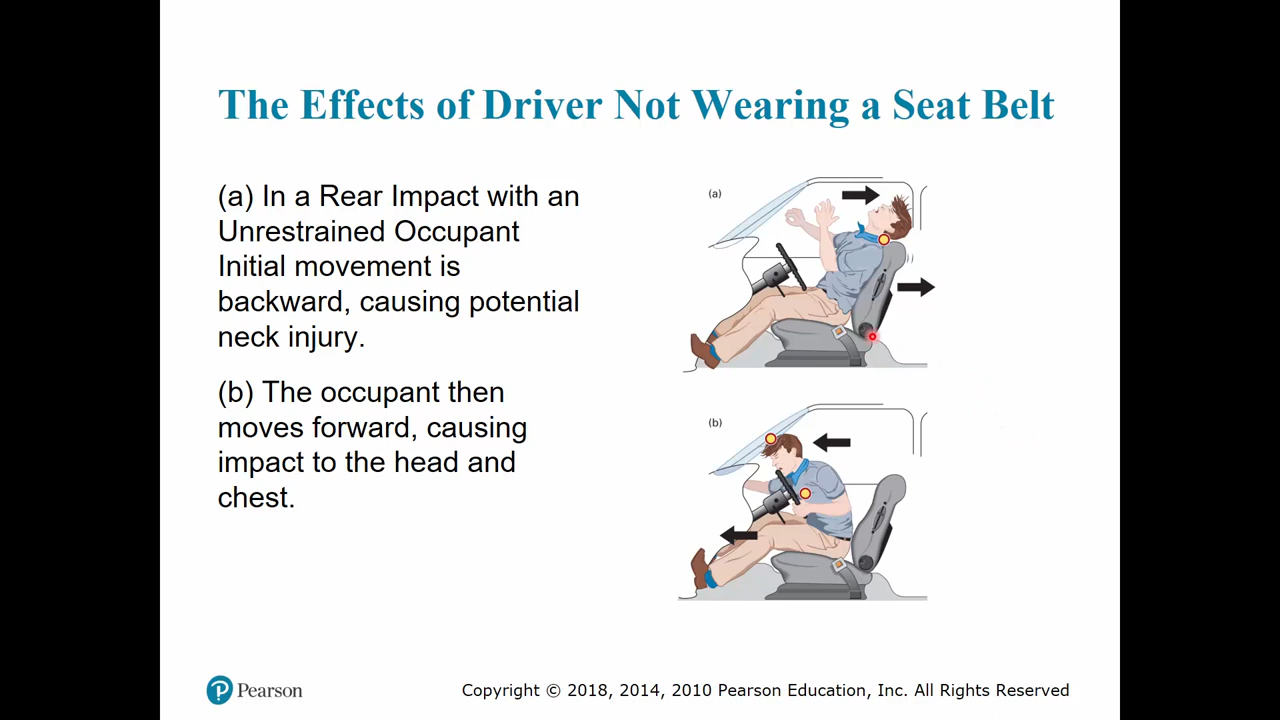 The Effects of Driver Not Wearing a Seat Belt
(a) In a Rear Impact with an
Unrestrained Occupant
Initial movement is
backward, causing potential
neck injury.
(b) The occupant then
moves forward, causing
impact to the head and
chest.
(a)
(b)
P Pearson
Copyright © 2018, 2014, 2010 Pearson Education, Inc. All Rights Reserved